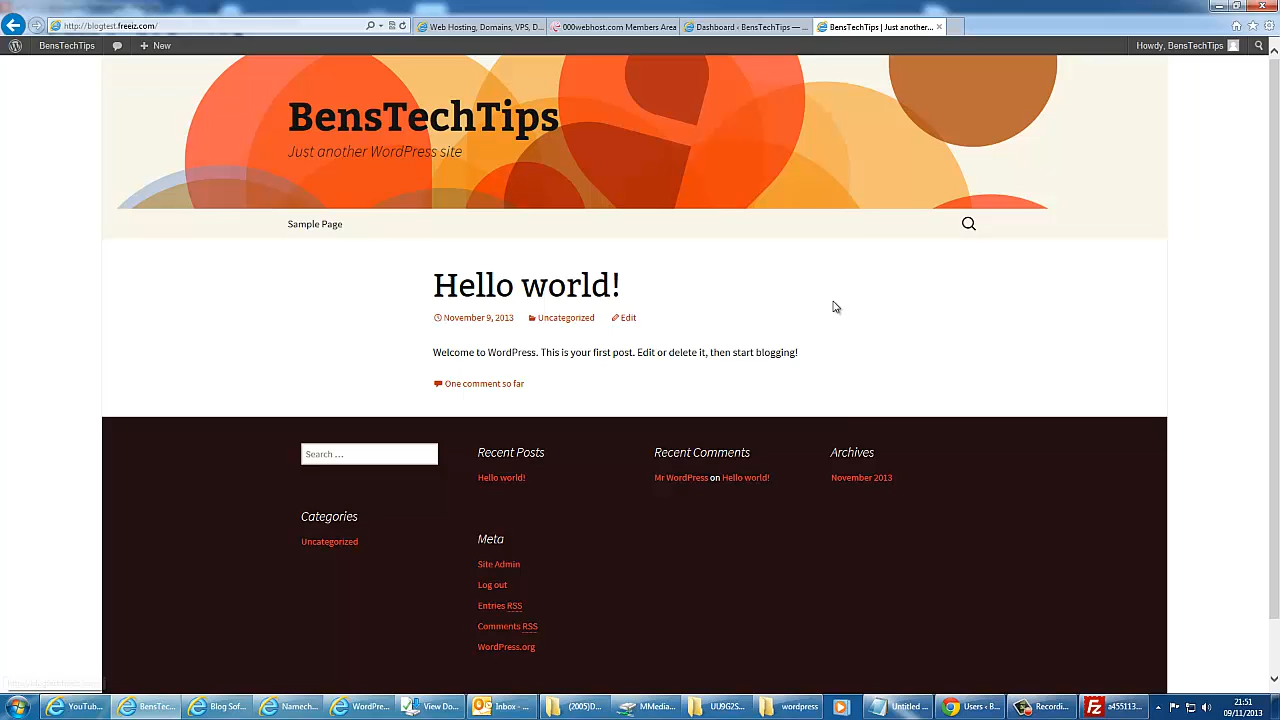 http://blogtest.freeiz.com/
Web Hosting, Domains, VPS, D...
000webhost.com Members Area
Dashboard ‹ BensTechTips — ...
BensTechTips | Just another...
BensTechTips
New
Howdy, BensTechTips
BensTechTips
Just another WordPress site
Sample Page
Hello world!
November 9, 2013 Uncategorized Edit
Welcome to WordPress. This is your first post. Edit or delete it, then start blogging!
One comment so far
Search ...
Recent Posts
Recent Comments
Archives
Hello world!
Mr WordPress on Hello world!
November 2013
Categories
Uncategorized
Meta
Site Admin
Log out
Entries RSS
Comments RSS
WordPress.org
YouTub...
BensTec...
Blog Sof...
Namech...
WordPre...
View Do...
Inbox - ...
(2005)D...
MMedia...
UU9G2S...
wordpress
Untitled ...
Users ‹ B...
Recordi...
a455113...
21:51
09/11/2013